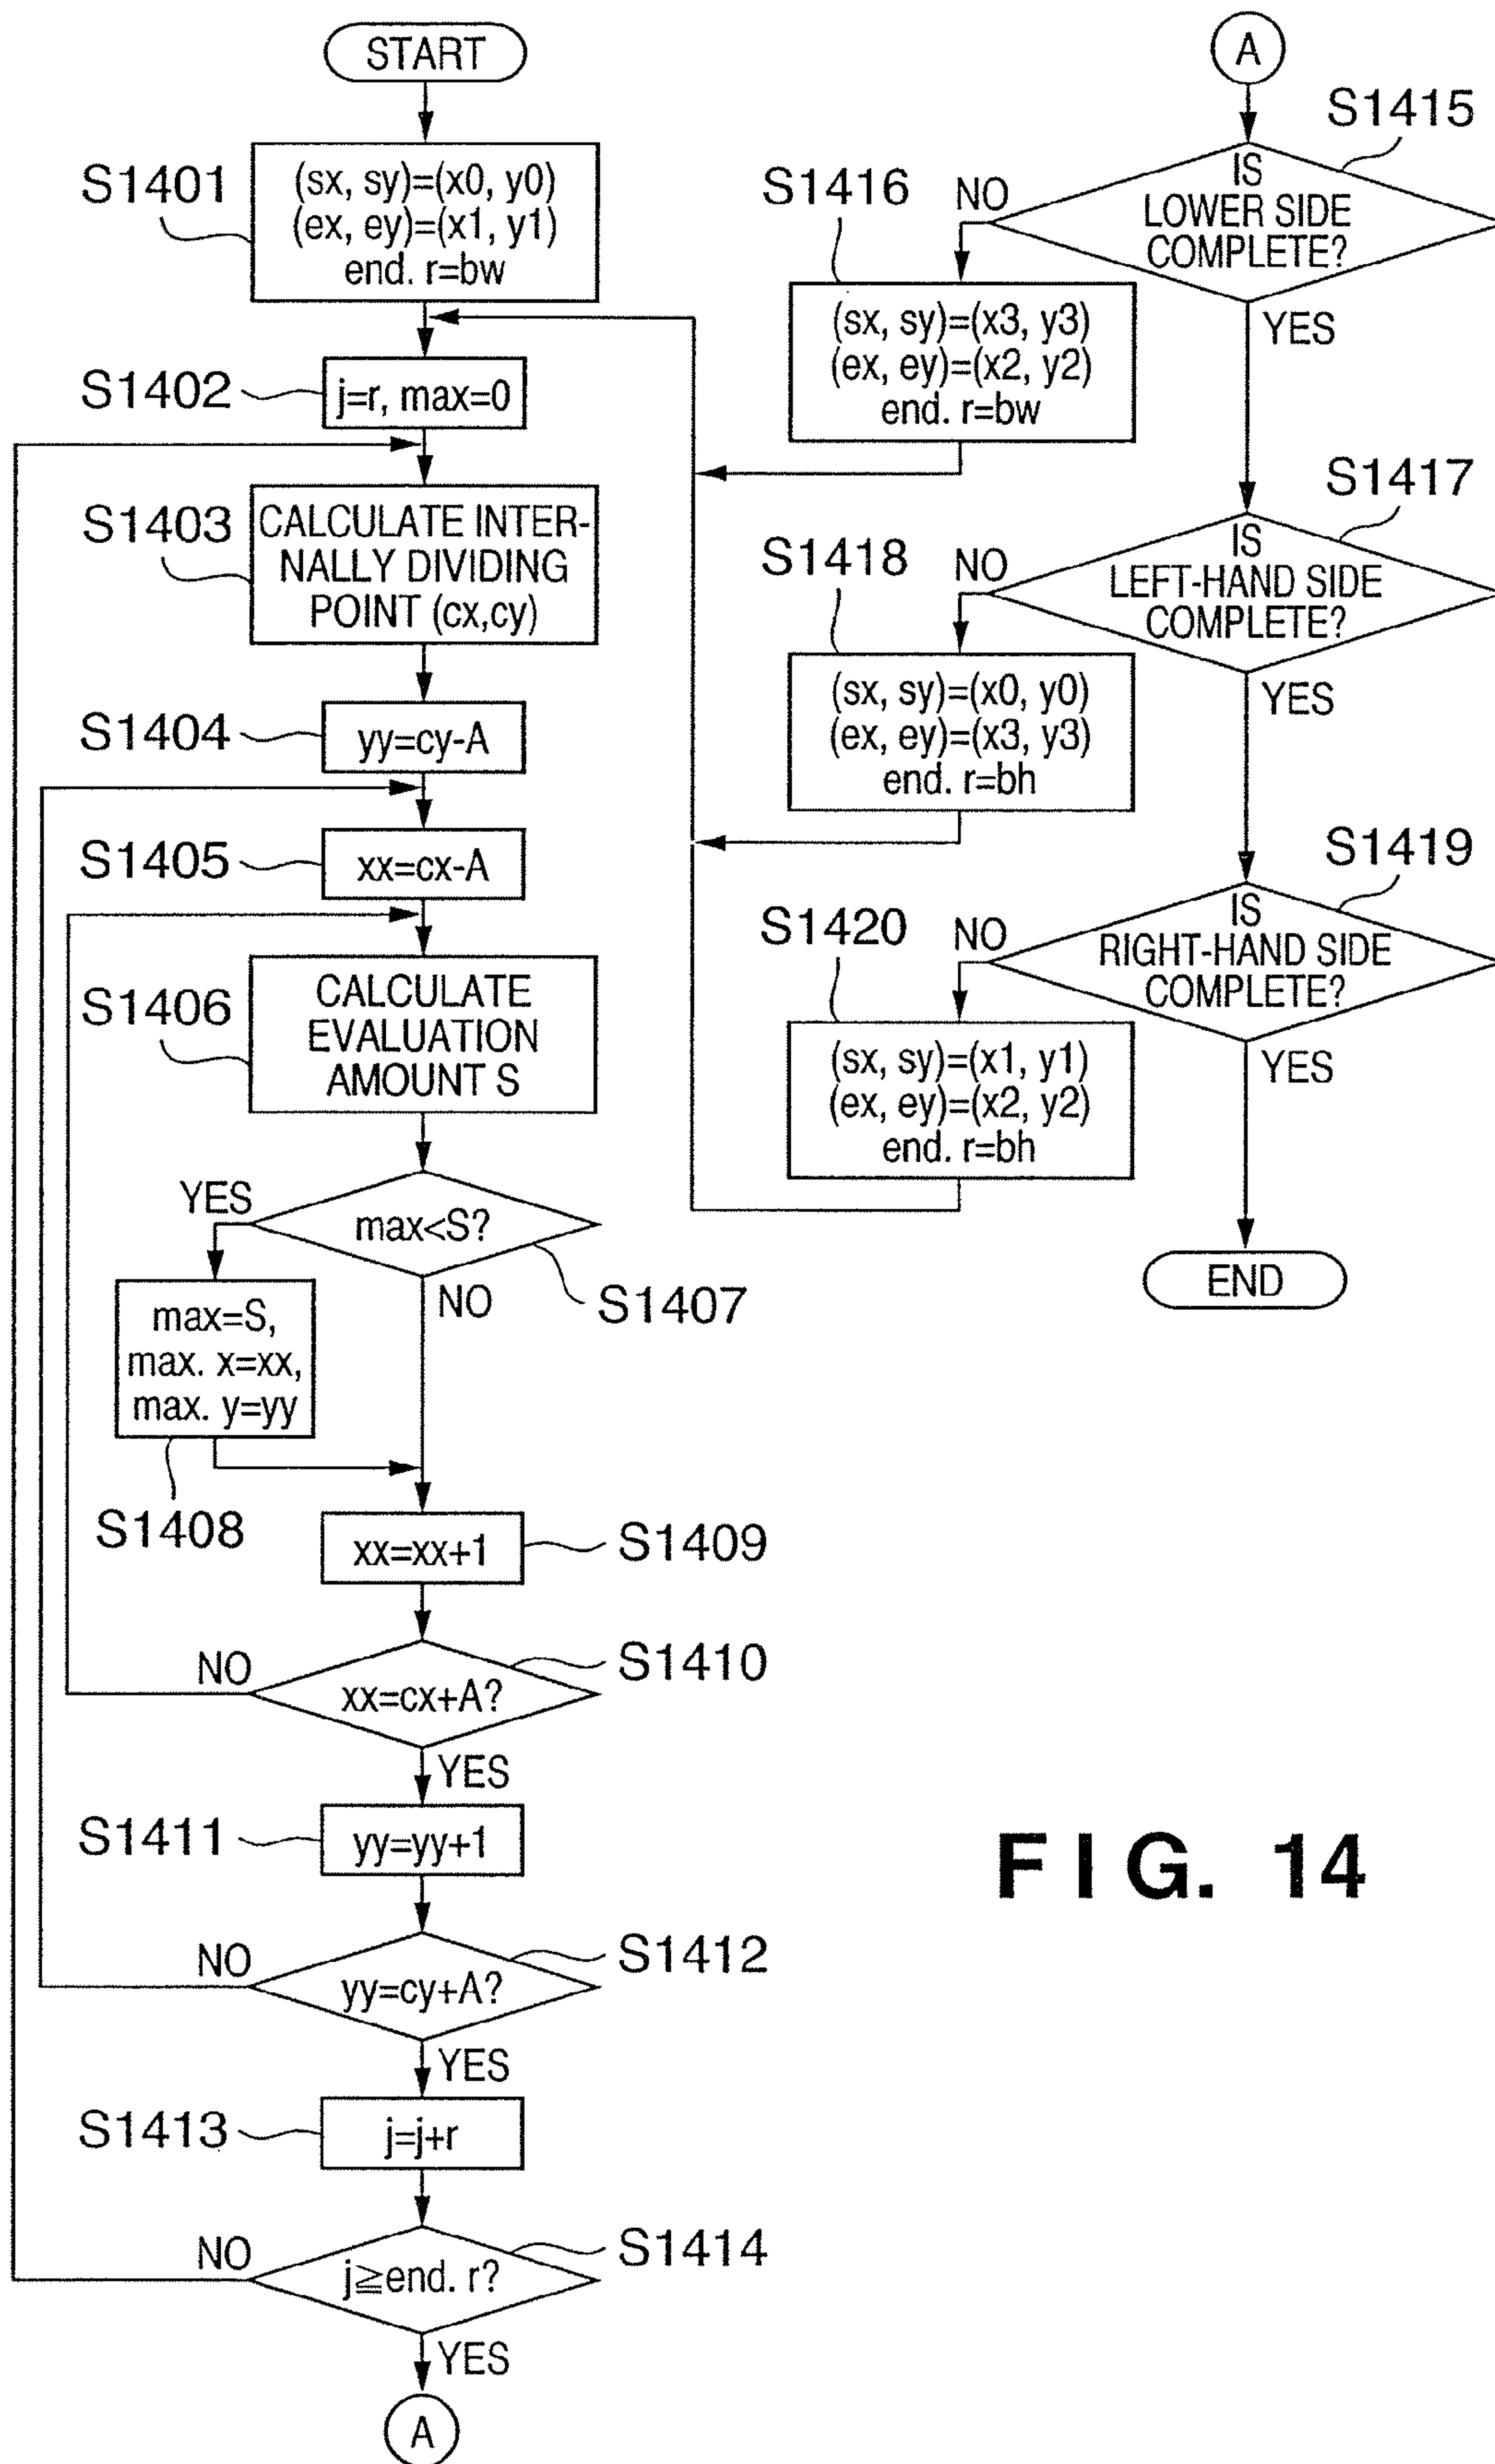 START
S1401
(sx, sy)=(x0, y0)
(ex, ey)=(x1, y1)
end. r=bw
S1402
j=r, max=0
S1403
CALCULATE INTER-
NALLY DIVIDING
POINT (cx,cy)
S1404
yy=cy-A
S1405
xx=cx-A
S1406
CALCULATE
EVALUATION
AMOUNT S
YES
max<S?
NO
S1407
max=S,
max. x=xx,
max. y=yy
S1408
xx=xx+1
S1409
NO
xx=cx+A?
S1410
YES
S1411
yy=yy+1
NO
yy=cy+A?
S1412
YES
S1413
j=j+r
NO
j≧end. r?
S1414
YES
A
A
S1415
IS
LOWER SIDE
COMPLETE?
NO
YES
S1416
(sx, sy)=(x3, y3)
(ex, ey)=(x2, y2)
end. r=bw
S1417
IS
LEFT-HAND SIDE
COMPLETE?
NO
YES
S1418
(sx, sy)=(x0, y0)
(ex, ey)=(x3, y3)
end. r=bh
S1419
IS
RIGHT-HAND SIDE
COMPLETE?
NO
YES
S1420
(sx, sy)=(x1, y1)
(ex, ey)=(x2, y2)
end. r=bh
END
FIG. 14